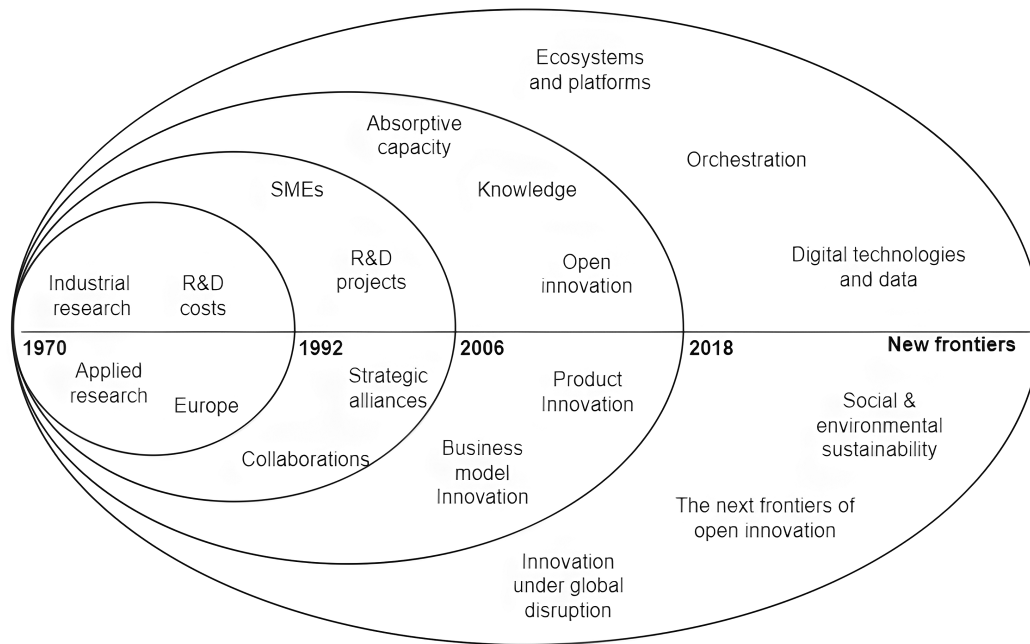 Ecosystems
and platforms
Absorptive
capacity
Orchestration
SMEs
Knowledge
R&D
projects
Open
innovation
Digital technologies
and data
Industrial
research
R&D
costs
1970
1992
2006
2018
New frontiers
Applied
research
Europe
Strategic
alliances
Product
Innovation
Social &
environmental
sustainability
Collaborations
Business
model
Innovation
The next frontiers of
open innovation
Innovation
under global
disruption